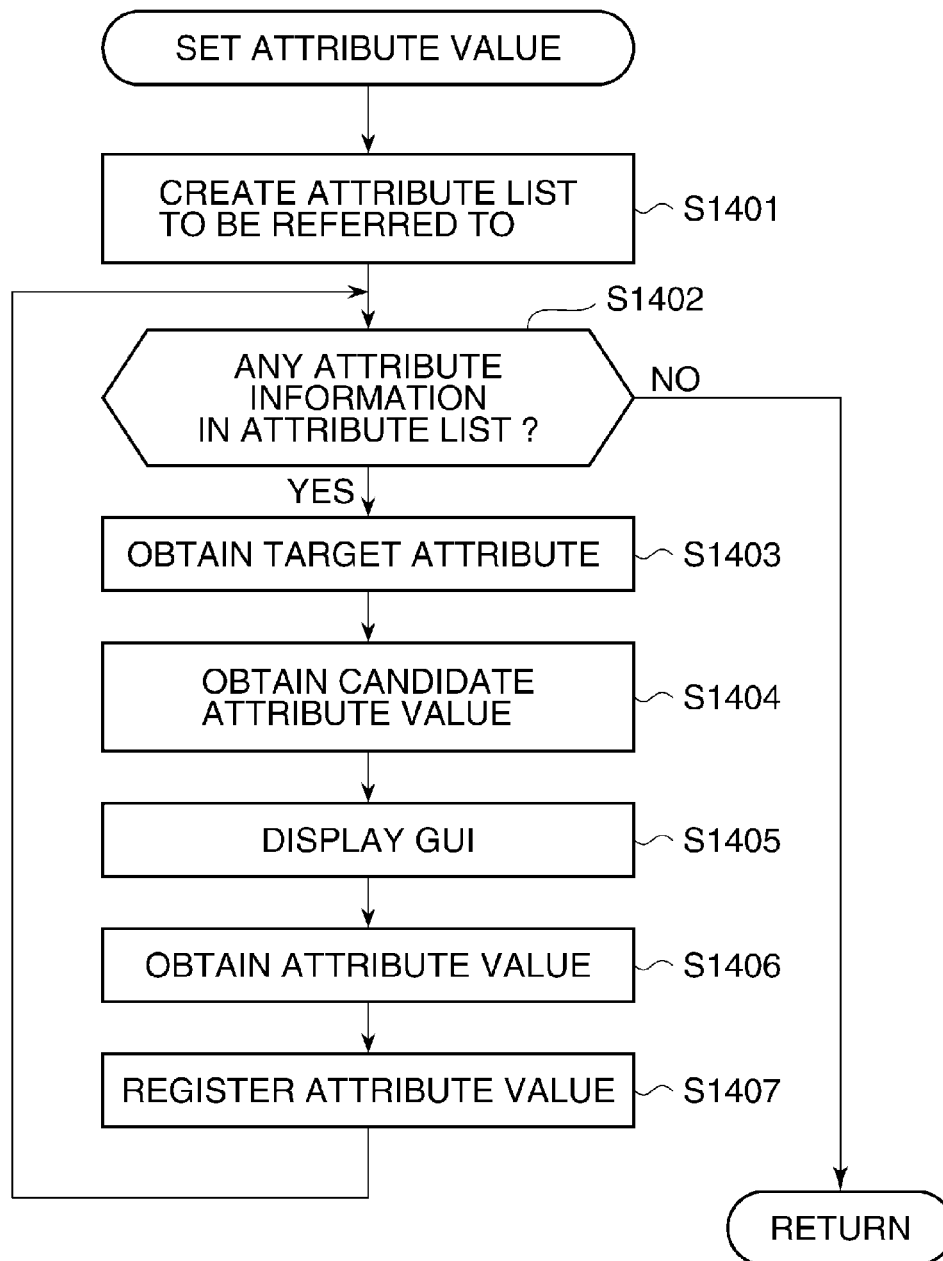 SET ATTRIBUTE VALUE
CREATE ATTRIBUTE LIST
TO BE REFERRED TO
S1401
S1402
ANY ATTRIBUTE
INFORMATION
IN ATTRIBUTE LIST ?
NO
YES
OBTAIN TARGET ATTRIBUTE
S1403
OBTAIN CANDIDATE
ATTRIBUTE VALUE
S1404
DISPLAY GUI
S1405
OBTAIN ATTRIBUTE VALUE
S1406
REGISTER ATTRIBUTE VALUE
S1407
RETURN